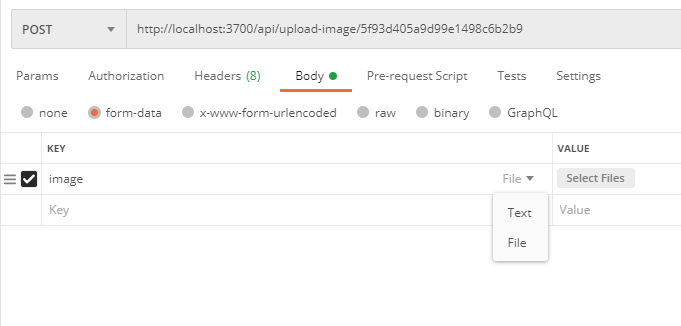 POST http://localhost:3700/api/upload-image/5f93d405a9d99e1498c6b2b9
Params Authorization Headers (8) Body Pre-request Script Tests Settings
none form-data x-www-form-urlencoded raw binary GraphQL
KEY VALUE
image File Select Files
Key Value
Text
File